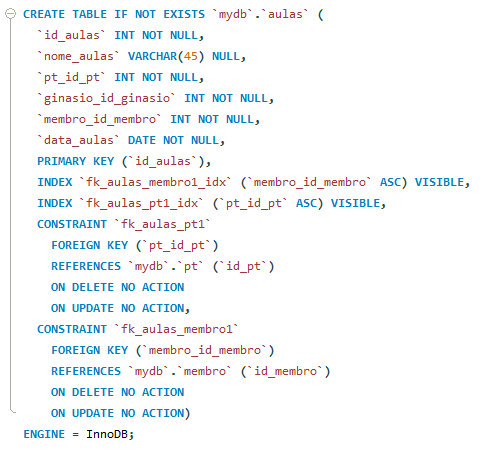 CREATE TABLE IF NOT EXISTS `mydb`.`aulas` (
  `id_aulas` INT NOT NULL,
  `nome_aulas` VARCHAR(45) NULL,
  `pt_id_pt` INT NOT NULL,
  `ginasio_id_ginasio` INT NOT NULL,
  `membro_id_membro` INT NOT NULL,
  `data_aulas` DATE NOT NULL,
  PRIMARY KEY (`id_aulas`),
  INDEX `fk_aulas_membro1_idx` (`membro_id_membro` ASC) VISIBLE,
  INDEX `fk_aulas_pt1_idx` (`pt_id_pt` ASC) VISIBLE,
  CONSTRAINT `fk_aulas_pt1`
    FOREIGN KEY (`pt_id_pt`)
    REFERENCES `mydb`.`pt` (`id_pt`)
    ON DELETE NO ACTION
    ON UPDATE NO ACTION,
  CONSTRAINT `fk_aulas_membro1`
    FOREIGN KEY (`membro_id_membro`)
    REFERENCES `mydb`.`membro` (`id_membro`)
    ON DELETE NO ACTION
    ON UPDATE NO ACTION)
ENGINE = InnoDB;